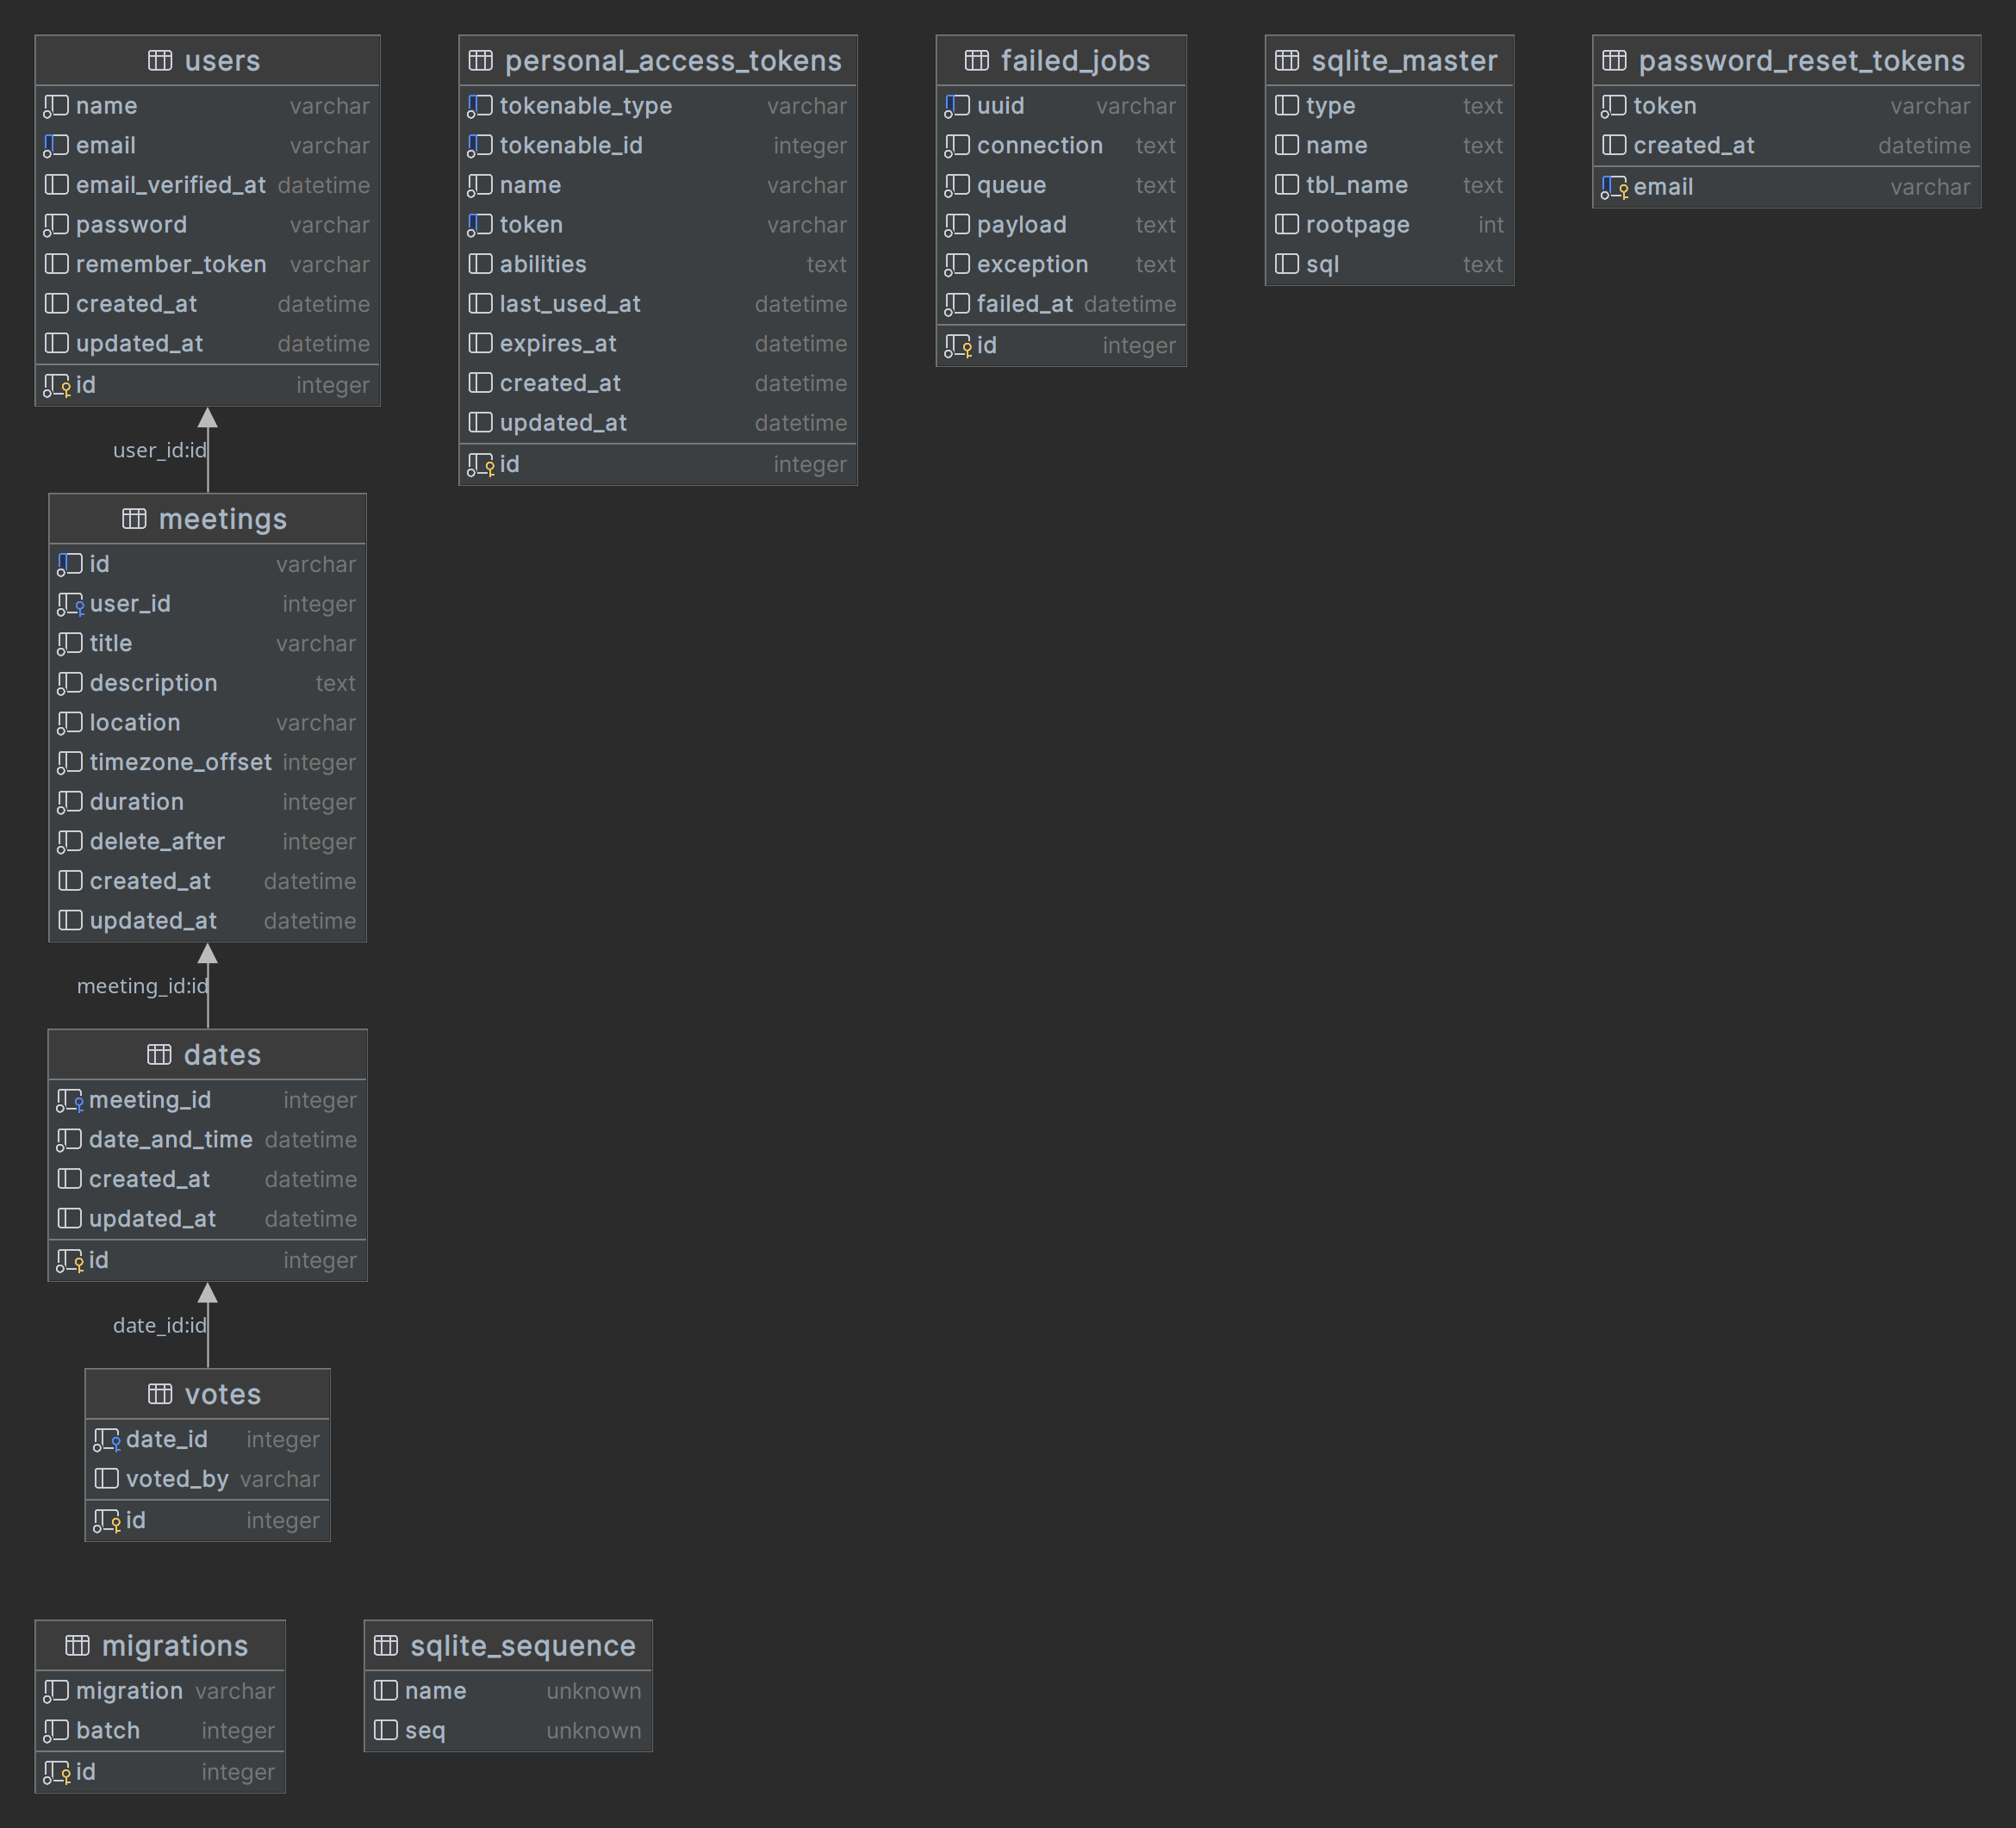 users
name varchar
email varchar
email_verified_at datetime
password varchar
remember_token varchar
created_at datetime
updated_at datetime
id integer
user_id:id
meetings
id varchar
user_id integer
title varchar
description text
location varchar
timezone_offset integer
duration integer
delete_after integer
created_at datetime
updated_at datetime
meeting_id:id
dates
meeting_id integer
date_and_time datetime
created_at datetime
updated_at datetime
id integer
date_id:id
votes
date_id integer
voted_by varchar
id integer
personal_access_tokens
tokenable_type varchar
tokenable_id integer
name varchar
token varchar
abilities text
last_used_at datetime
expires_at datetime
created_at datetime
updated_at datetime
id integer
failed_jobs
uuid varchar
connection text
queue text
payload text
exception text
failed_at datetime
id integer
sqlite_master
type text
name text
tbl_name text
rootpage int
sql text
password_reset_tokens
token varchar
created_at datetime
email varchar
migrations
migration varchar
batch integer
id integer
sqlite_sequence
name unknown
seq unknown